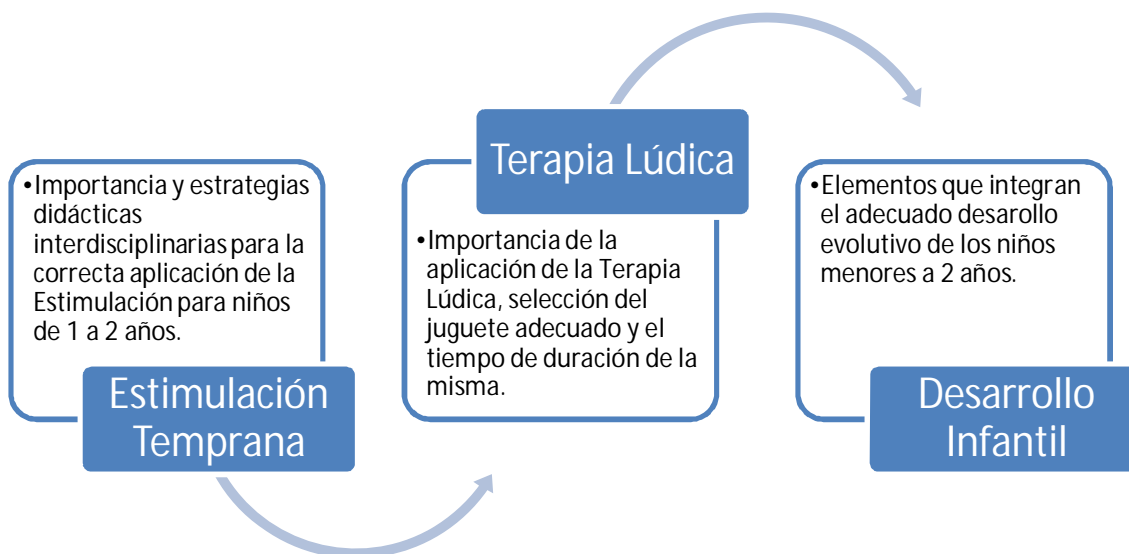 •Importancia y estrategias
didácticas
interdisciplinarias para la
correcta aplicación de la
Estimulación para niños
de 1 a 2 años.
Estimulación
Temprana
Terapia Lúdica
•Importancia de la
aplicación de la Terapia
Lúdica, selección del
juguete adecuado y el
tiempo de duración de la
misma.
•Elementos que integran
el adecuado desarollo
evolutivo de los niños
menores a 2 años.
Desarrollo
Infantil